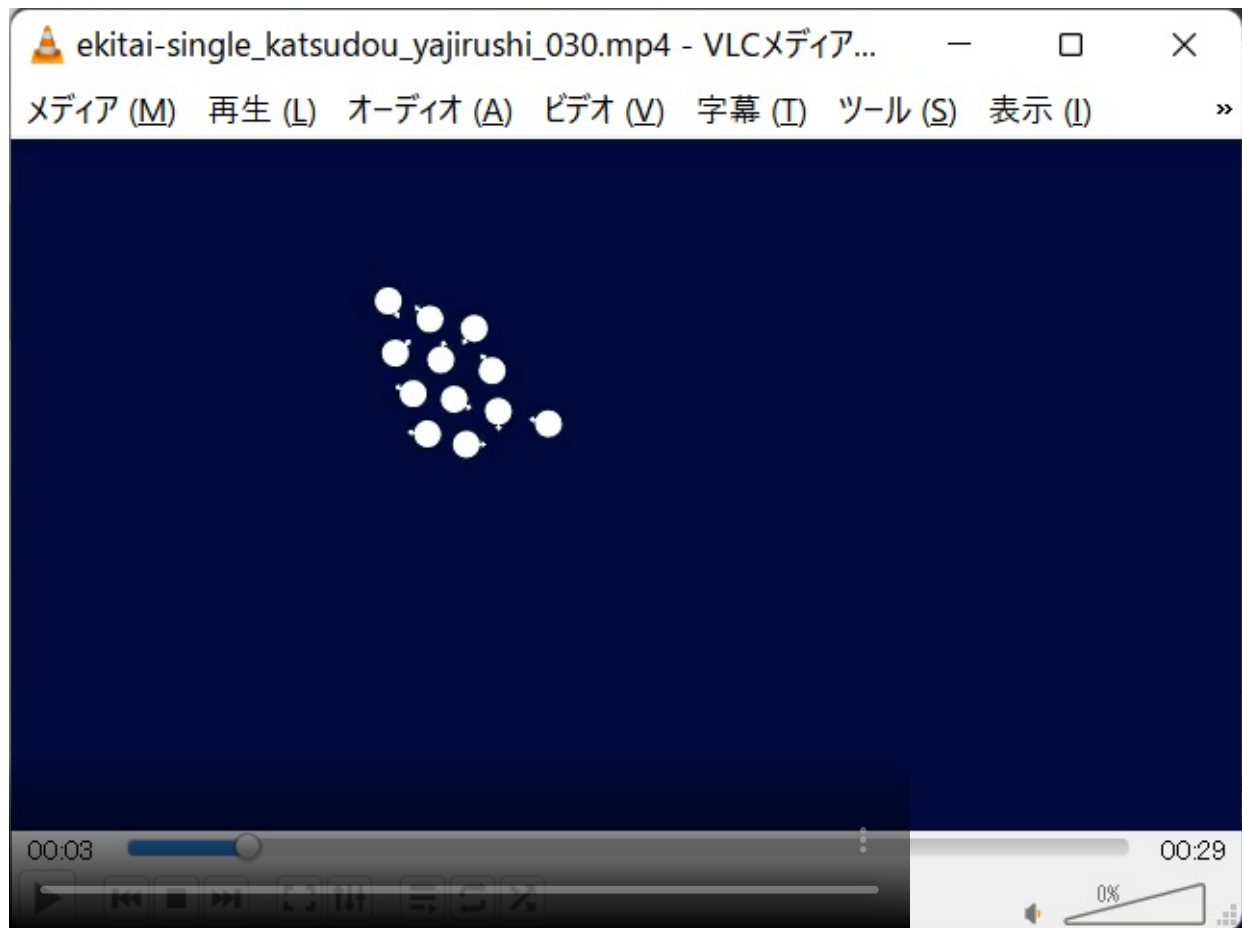 ekitai-single_katsudou_yajirushi_030.mp4 - VLCメディア...
メディア (M) 再生 (L) オーディオ (A) ビデオ (V) 字幕 (T) ツール (S) 表示 (I) »
00:03 00:29
0%